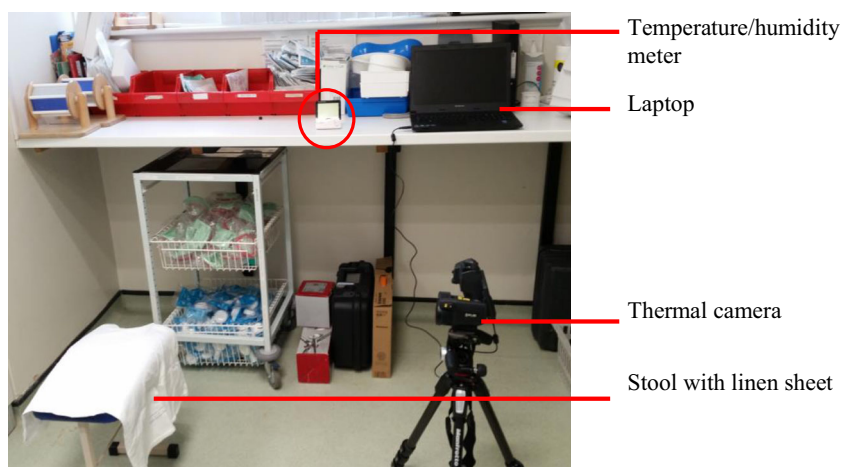 Temperature/humidity
meter
Laptop
Thermal camera
Stool with linen sheet